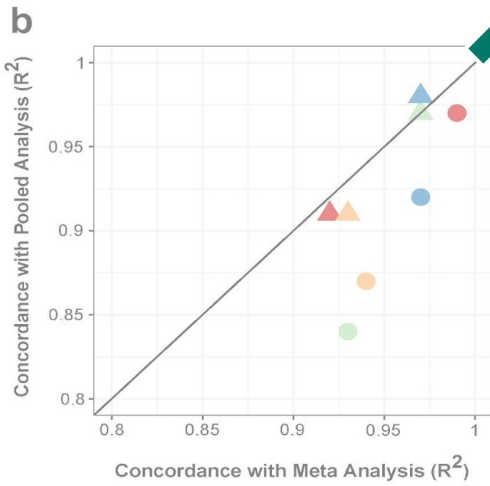 b
Concordance with Pooled Analysis (R²)
1
0.95
0.9
0.85
0.8
0.8 0.85 0.9 0.95 1
Concordance with Meta Analysis (R²)